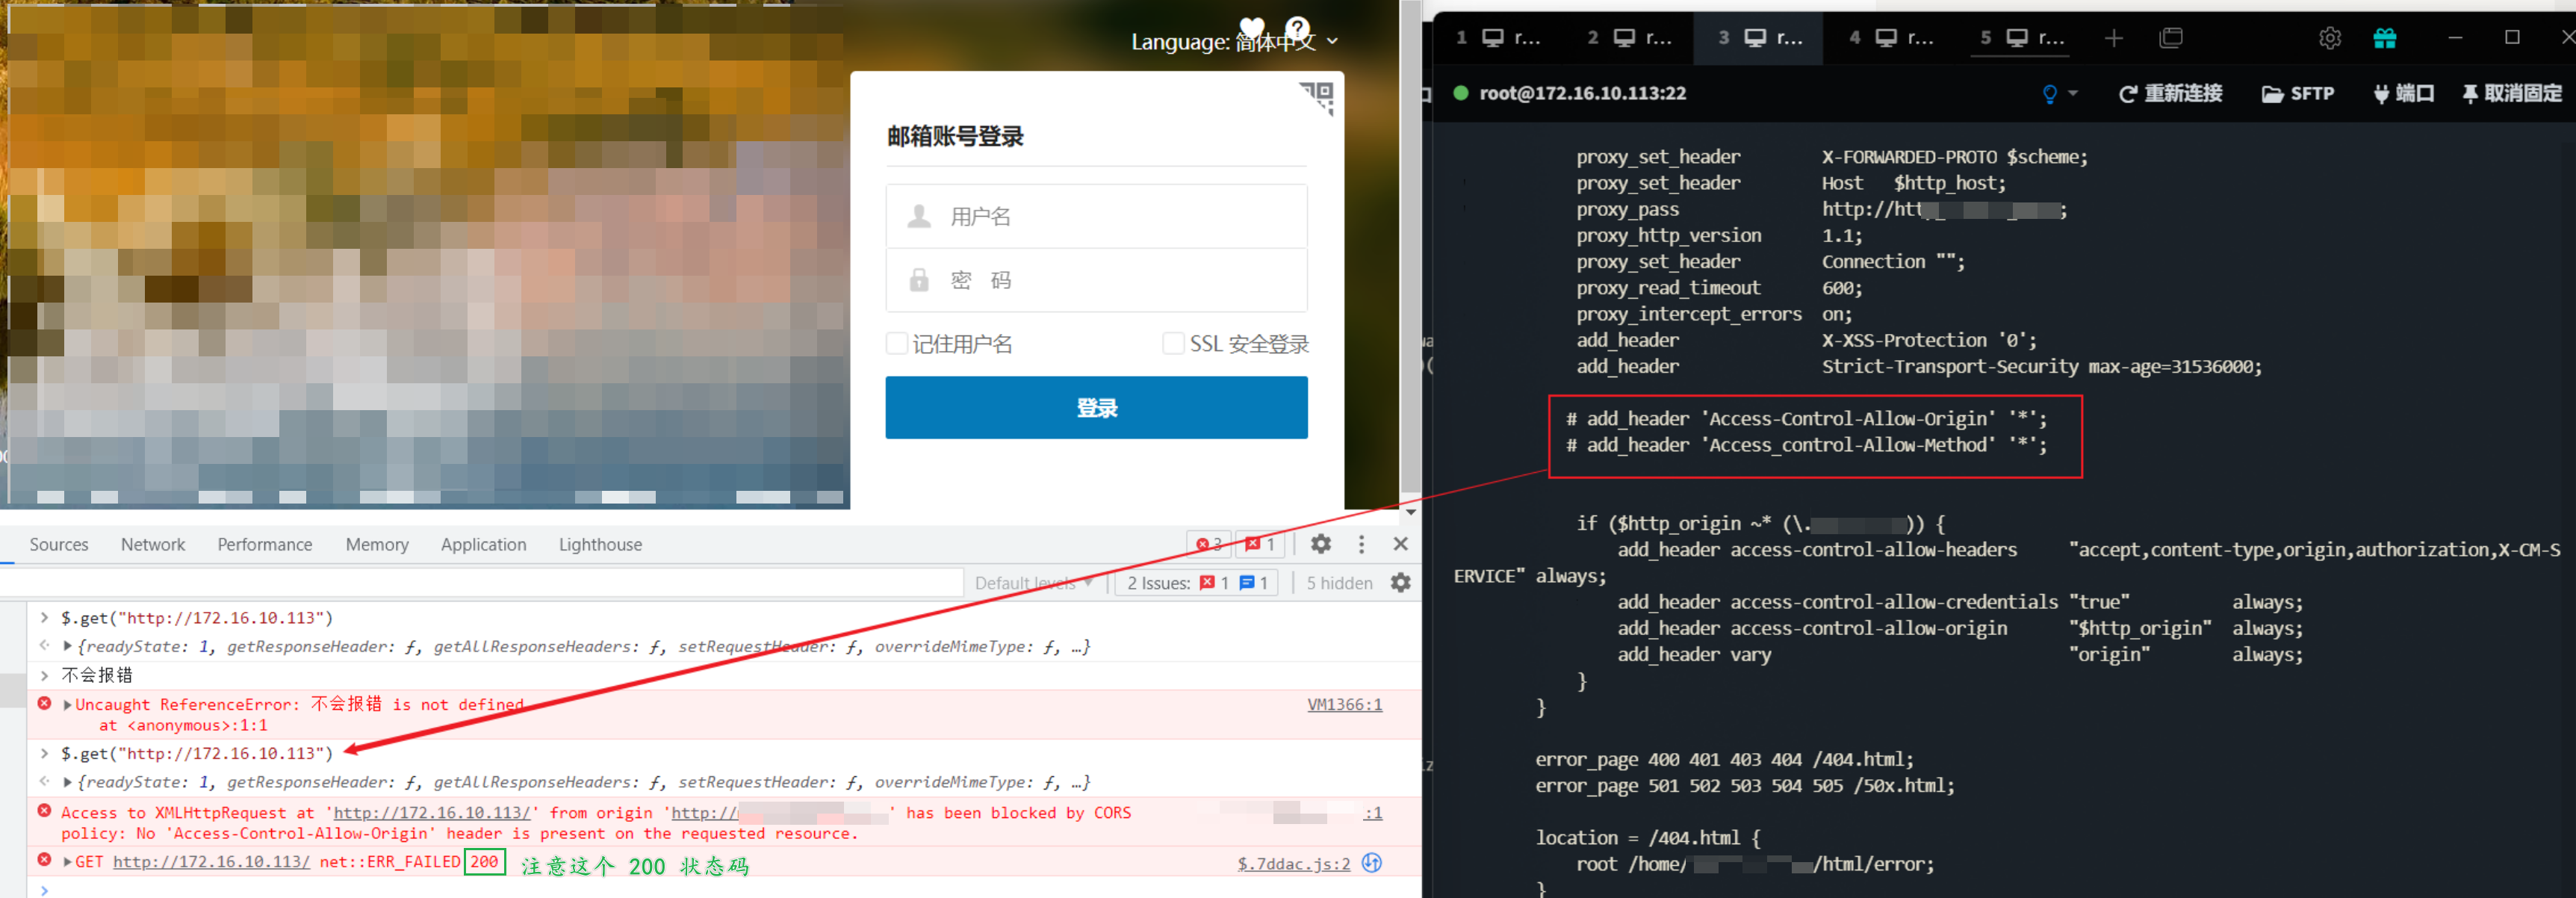 Language: 简体中文
邮箱账号登录
用户名
密 码
记住用户名
SSL 安全登录
登录
Sources Network Performance Memory Application Lighthouse
3 1
Default levels
2 Issues: 1 1
5 hidden
$.get("http://172.16.10.113")
{readyState: 1, getResponseHeader: ƒ, getAllResponseHeaders: ƒ, setRequestHeader: ƒ, overrideMimeType: ƒ, …}
不会报错
Uncaught ReferenceError: 不会报错 is not defined
at <anonymous>:1:1
VM1366:1
$.get("http://172.16.10.113")
{readyState: 1, getResponseHeader: ƒ, getAllResponseHeaders: ƒ, setRequestHeader: ƒ, overrideMimeType: ƒ, …}
Access to XMLHttpRequest at 'http://172.16.10.113/' from origin 'http://' has been blocked by CORS
:1
policy: No 'Access-Control-Allow-Origin' header is present on the requested resource.
GET http://172.16.10.113/ net::ERR_FAILED 200
注意这个 200 状态码
$.7ddac.js:2
1 r... 2 r... 3 r... 4 r... 5 r...
root@172.16.10.113:22
重新连接 SFTP 端口 取消固定
proxy_set_header X-FORWARDED-PROTO $scheme;
proxy_set_header Host $http_host;
proxy_pass http://htt;
proxy_http_version 1.1;
proxy_set_header Connection "";
proxy_read_timeout 600;
proxy_intercept_errors on;
add_header X-XSS-Protection '0';
add_header Strict-Transport-Security max-age=31536000;
# add_header 'Access-Control-Allow-Origin' '*';
# add_header 'Access_control-Allow-Method' '*';
if ($http_origin ~* (\.)) {
add_header access-control-allow-headers "accept,content-type,origin,authorization,X-CM-S
ERVICE" always;
add_header access-control-allow-credentials "true" always;
add_header access-control-allow-origin "$http_origin" always;
add_header vary "origin" always;
}
}
error_page 400 401 403 404 /404.html;
error_page 501 502 503 504 505 /50x.html;
location = /404.html {
root /home//html/error;
}